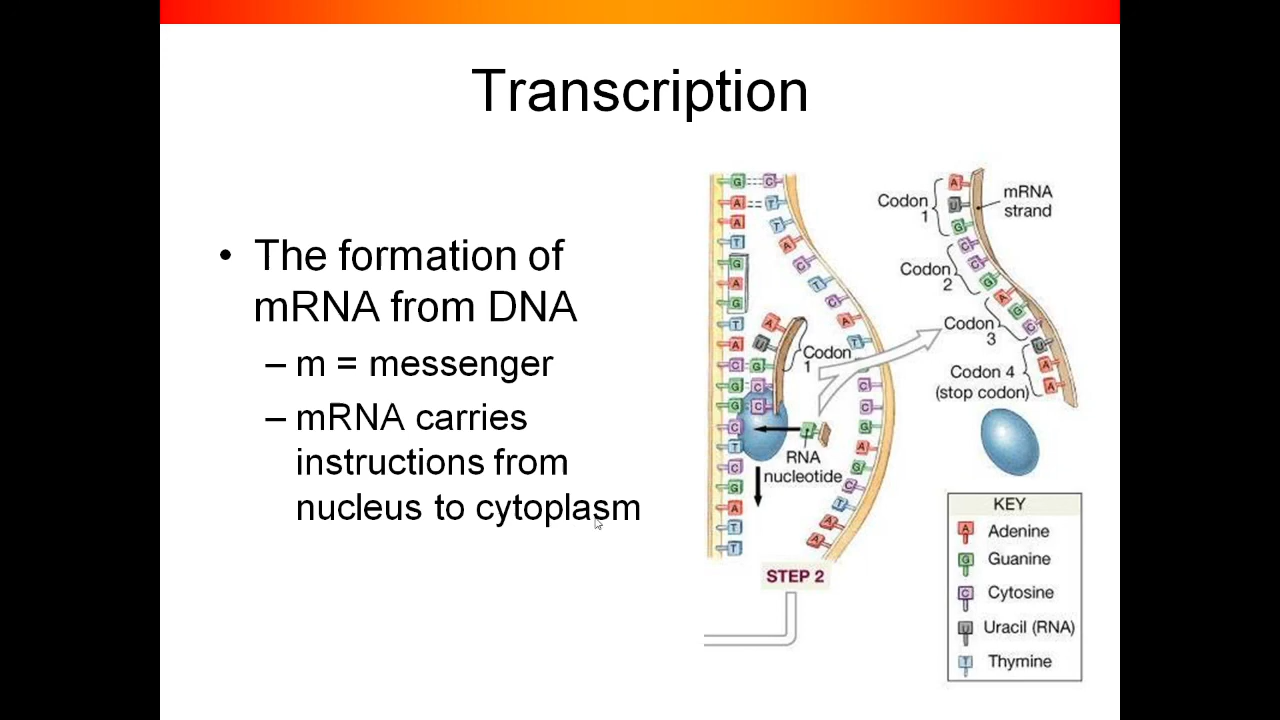 Transcription
• The formation of
mRNA from DNA
– m = messenger
– mRNA carries
instructions from
nucleus to cytoplasm
G C
A T
A T
T A
G C
A T
G C
T A
A T
C
G
G
C
T
C
G
A
T
T
A
U
G
C
C
Codon
1
G
RNA
nucleotide
C
C
G
A
G
C
T
A
A
STEP 2
Codon
1
A
U
G
mRNA
strand
Codon
2
C
C
G
Codon
3
A
G
C
Codon 4
(stop codon)
U
A
A
KEY
A Adenine
G Guanine
C Cytosine
U Uracil (RNA)
T Thymine